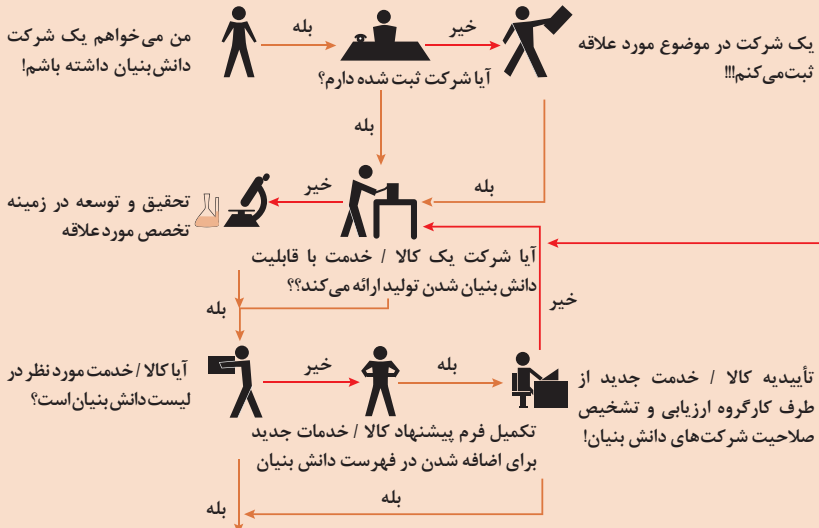 من می‌خواهم یک شرکت
دانش‌بنیان داشته باشم!
بله
آیا شرکت ثبت شده دارم؟
خیر
یک شرکت در موضوع مورد علاقه
ثبت‌می‌کنم!!!
بله
بله
خیر
تحقیق و توسعه در زمینه
تخصص مورد علاقه
آیا شرکت یک کالا / خدمت با قابلیت
دانش بنیان شدن تولید ارائه می‌کند؟؟
بله
خیر
آیا کالا / خدمت مورد نظر در
لیست دانش بنیان است؟
خیر
بله
تکمیل فرم پیشنهاد کالا / خدمات جدید
برای اضافه شدن در فهرست دانش بنیان
تأییدیه کالا / خدمت جدید از
طرف کارگروه ارزیابی و تشخیص
صلاحیت شرکت‌های دانش بنیان!
بله
بله